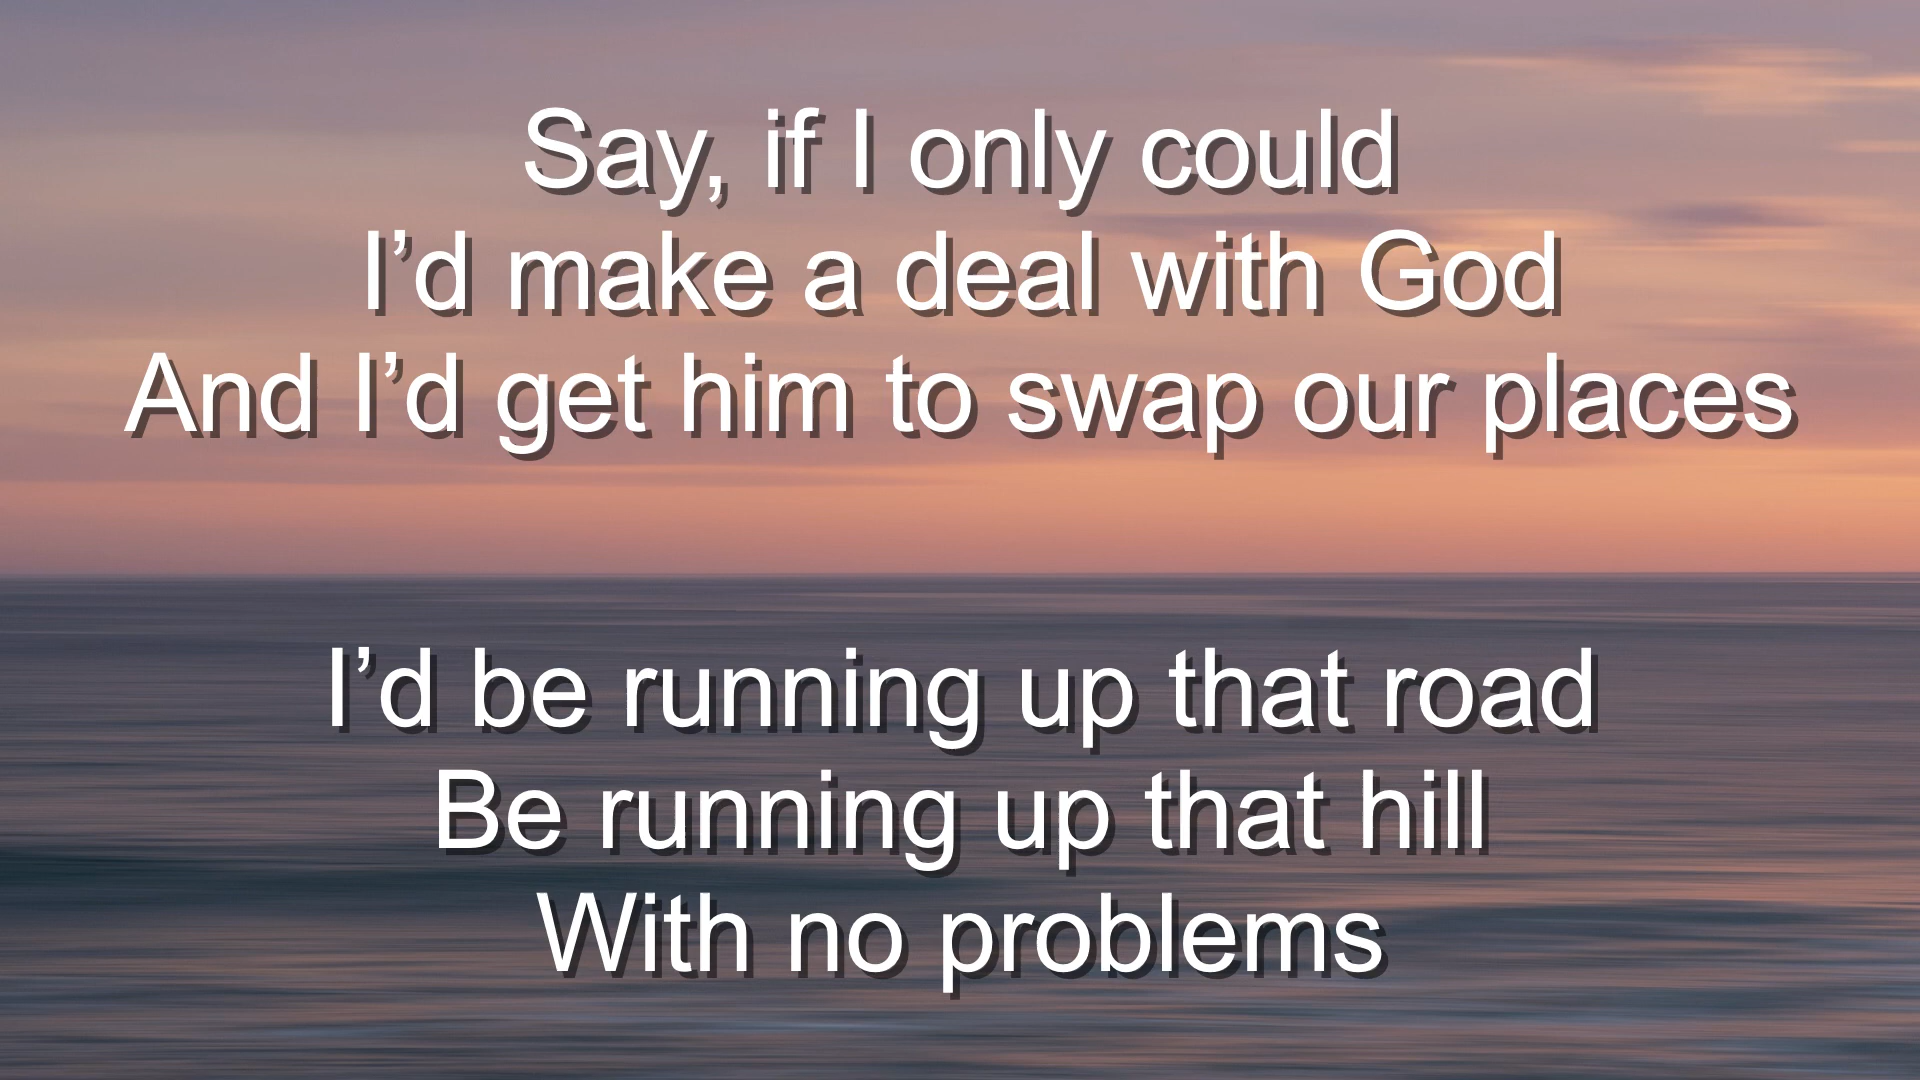 Say, if I only could
I’d make a deal with God
And I’d get him to swap our places
I’d be running up that road
Be running up that hill
With no problems